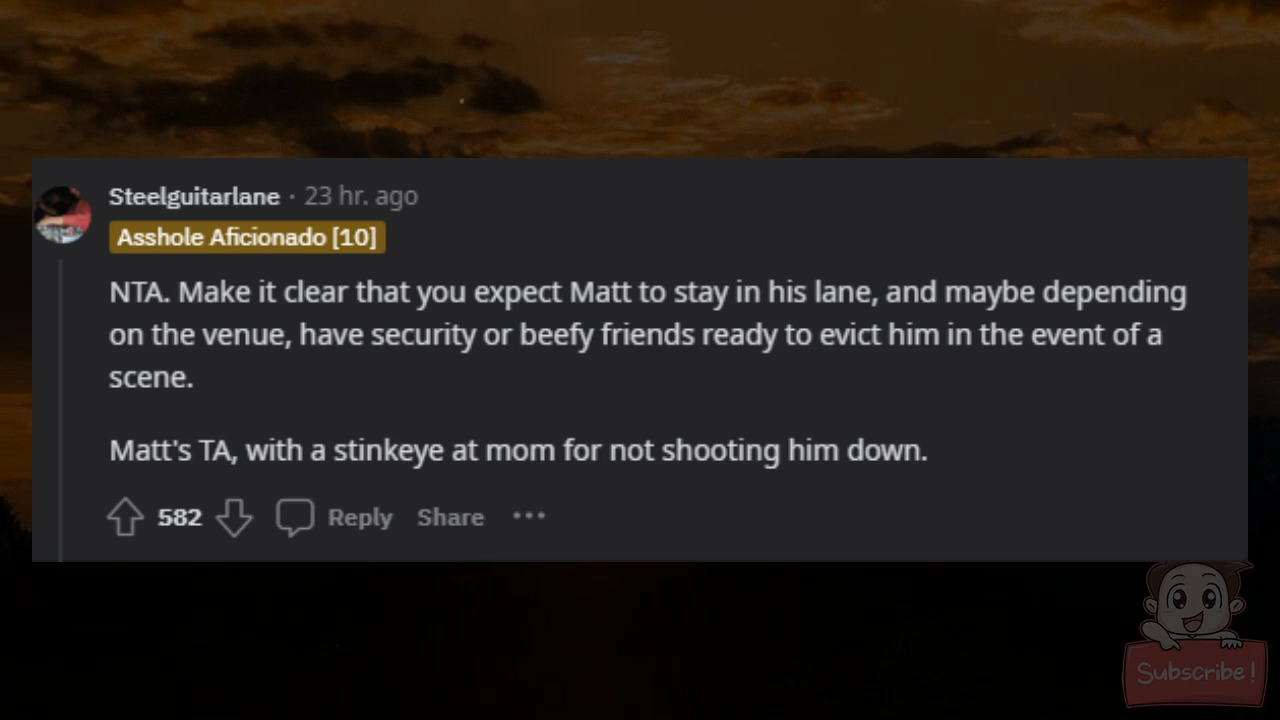 Steelguitarlane · 23 hr. ago
Asshole Aficionado [10]
NTA. Make it clear that you expect Matt to stay in his lane, and maybe depending
on the venue, have security or beefy friends ready to evict him in the event of a
scene.
Matt's TA, with a stinkeye at mom for not shooting him down.
582 Reply Share ···
Subscribe!